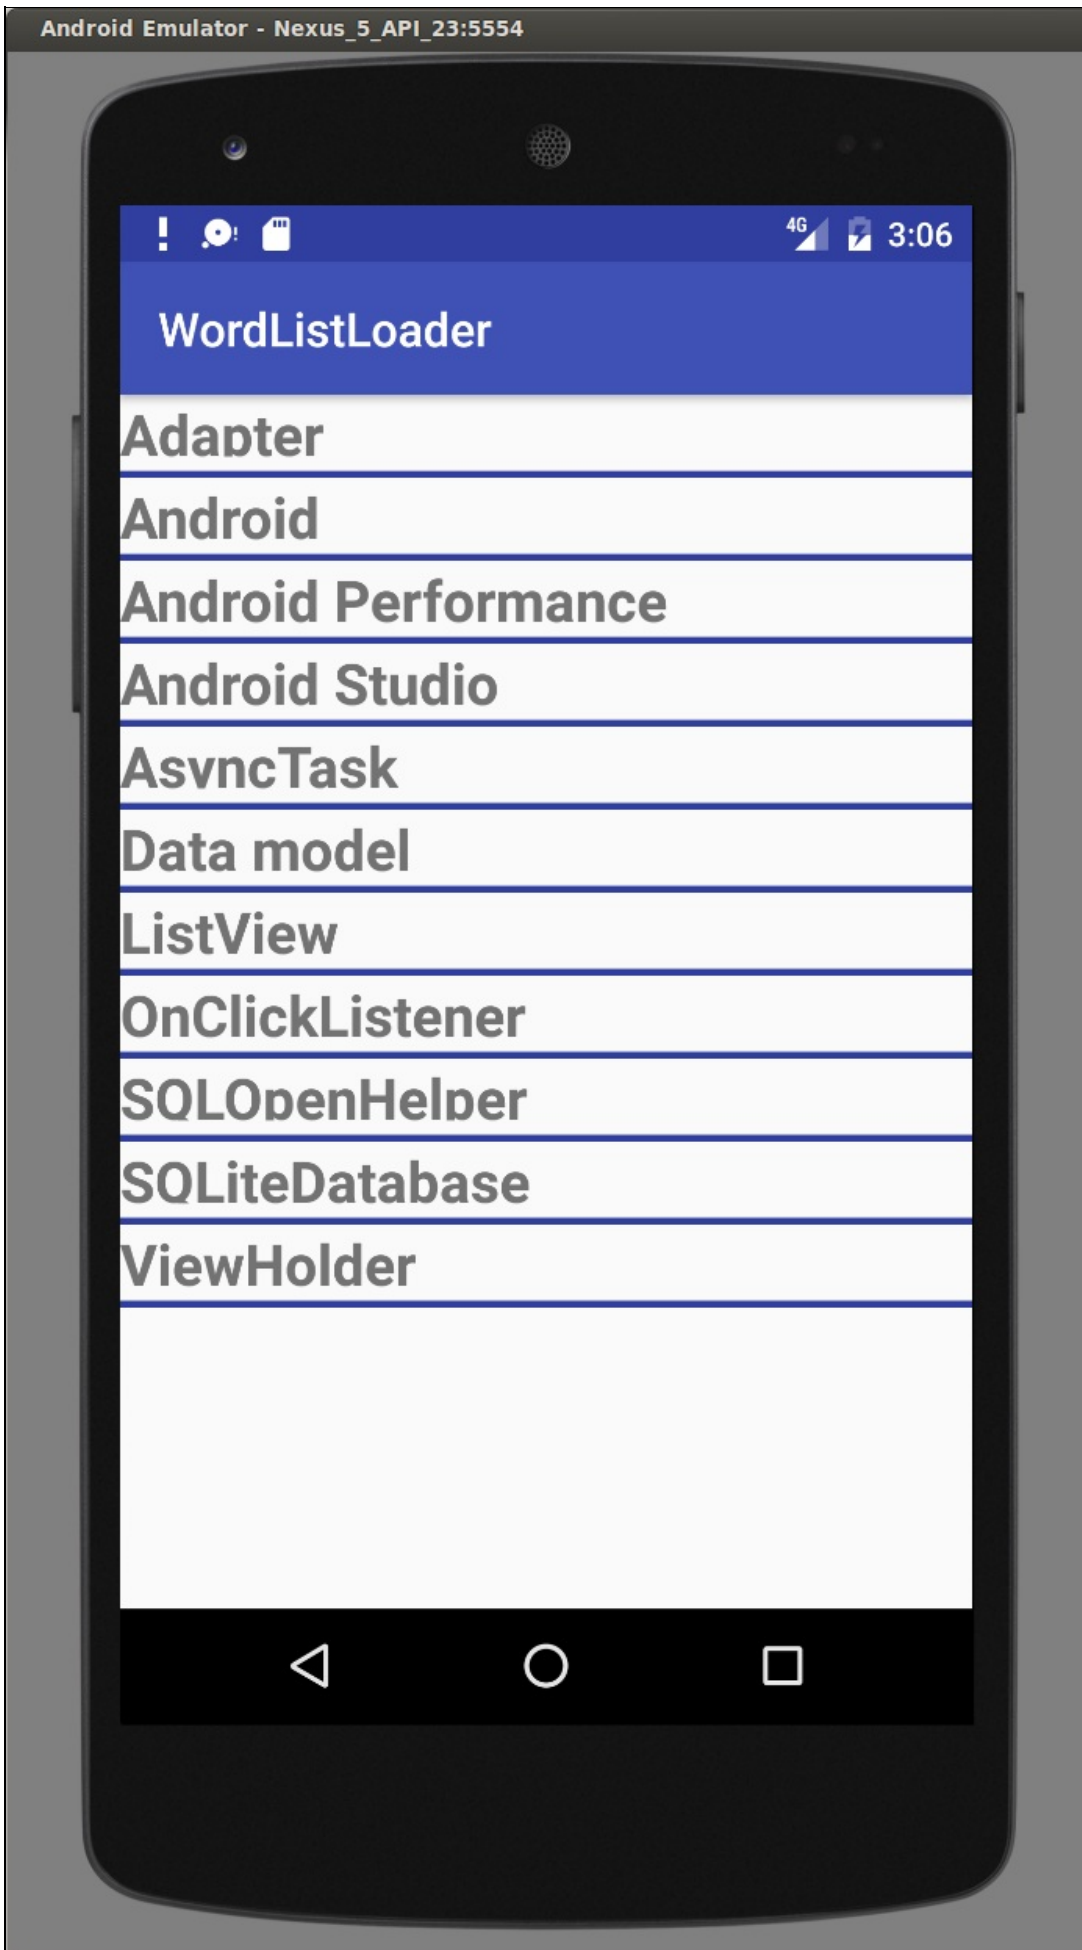 Android Emulator - Nexus_5_API_23:5554
4G 3:06
WordListLoader
Adapter
Android
Android Performance
Android Studio
AsyncTask
Data model
ListView
OnClickListener
SQLOpenHelper
SQLiteDatabase
ViewHolder